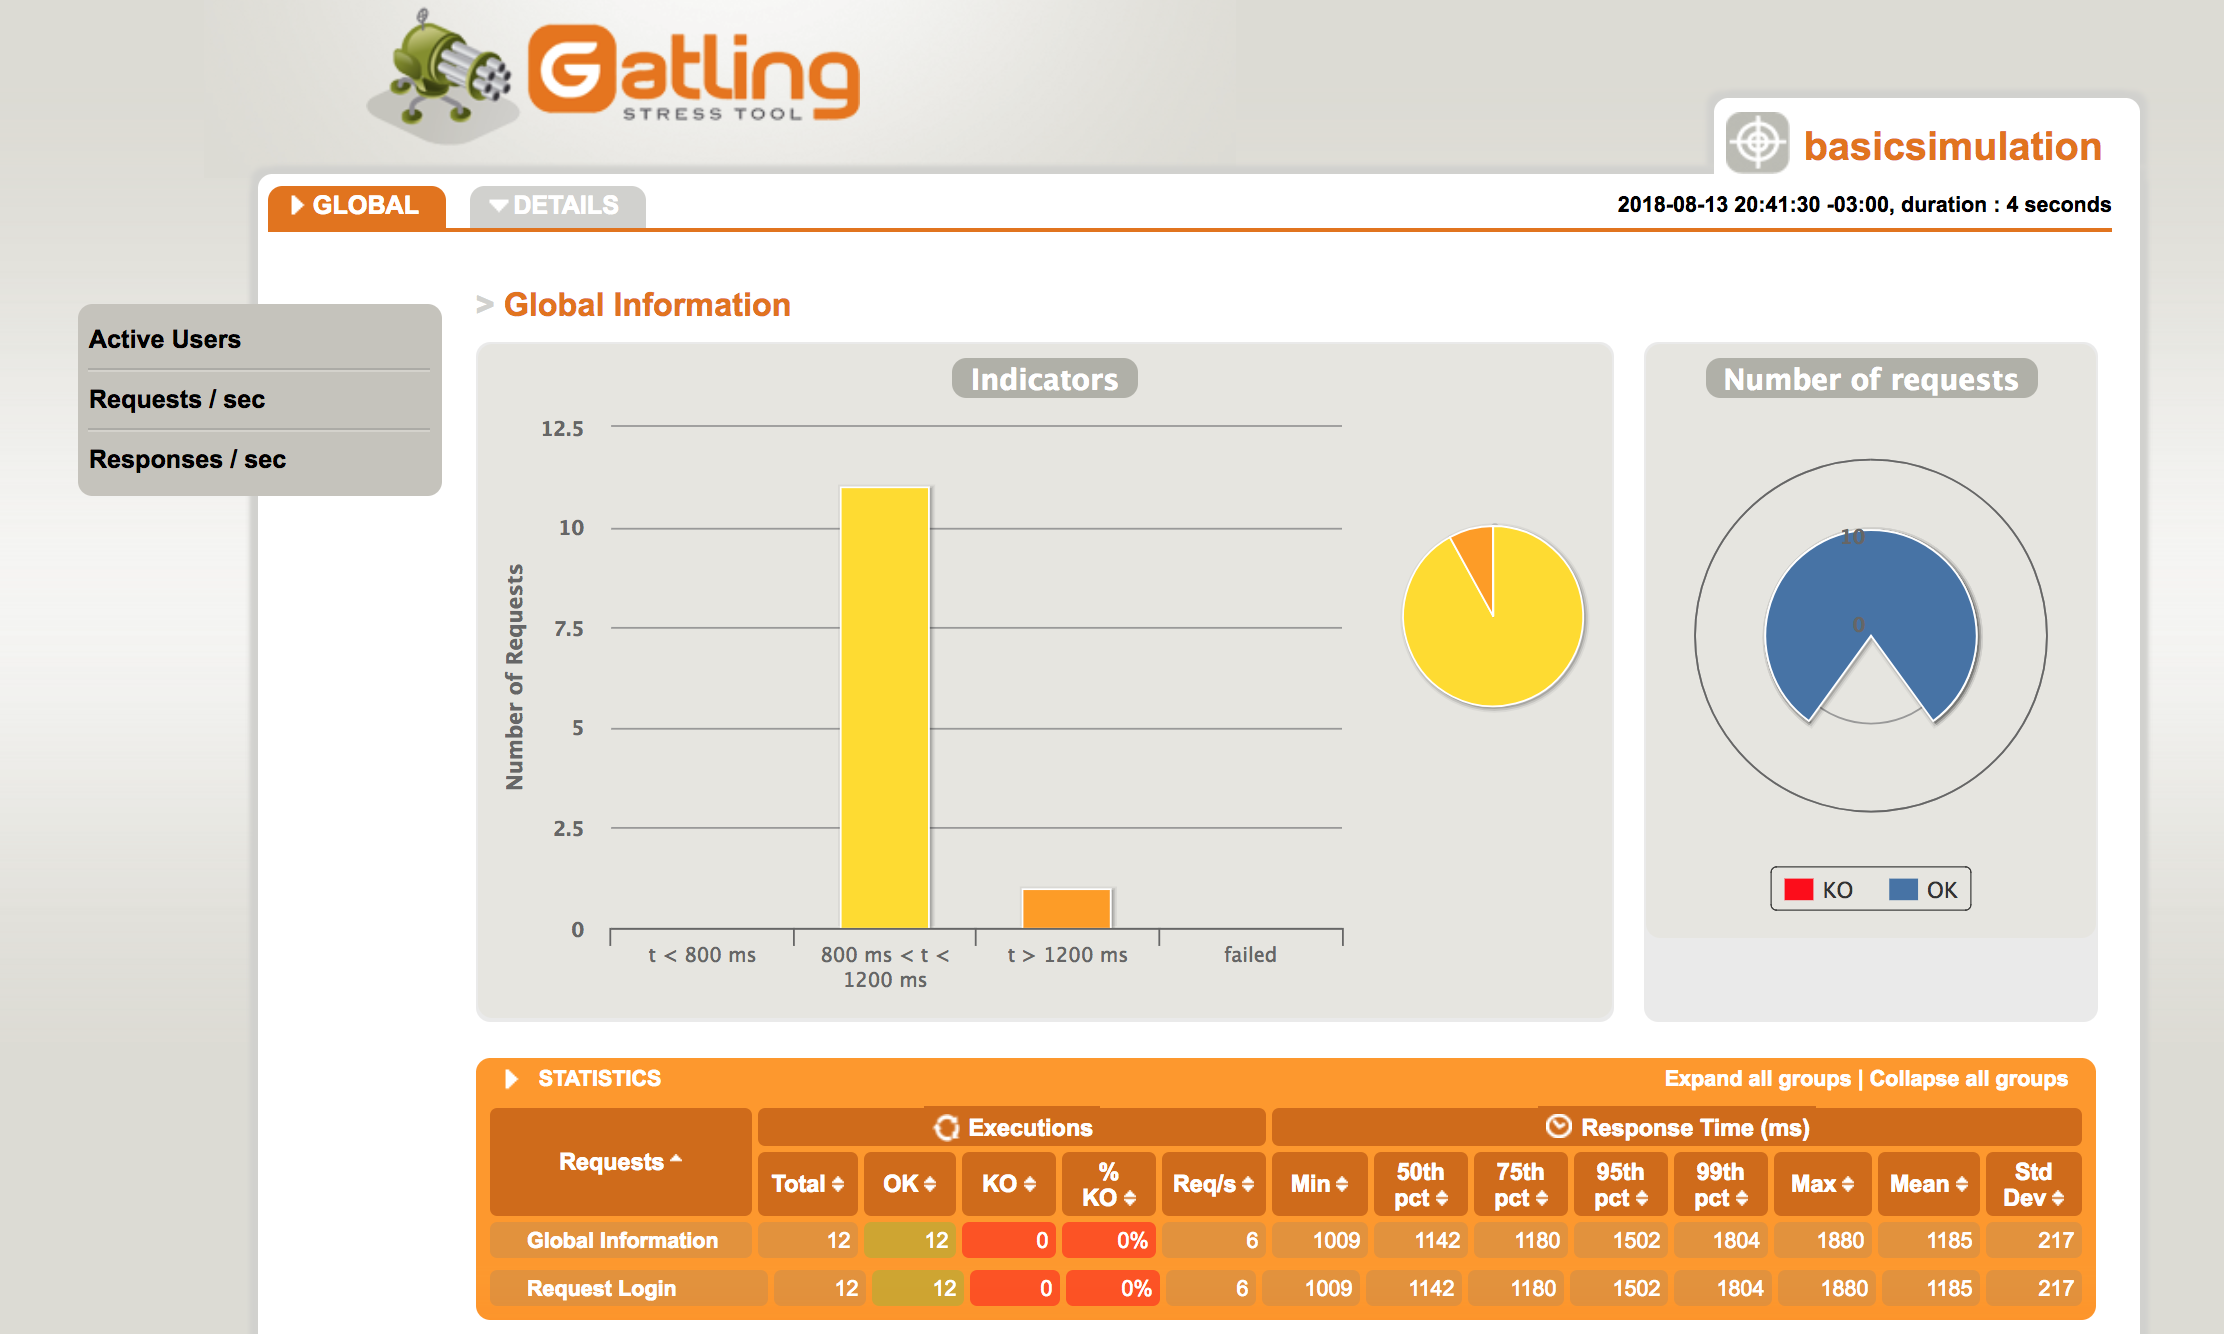 Gatling
STRESS TOOL
basicsimulation
GLOBAL
DETAILS
2018-08-13 20:41:30 -03:00, duration : 4 seconds
Active Users
Requests / sec
Responses / sec
> Global Information
Indicators
Number of Requests
12.5
10
7.5
5
2.5
0
t < 800 ms
800 ms < t <
1200 ms
t > 1200 ms
failed
Number of requests
10
0
KO
OK
STATISTICS
Expand all groups | Collapse all groups
Requests
Executions
Response Time (ms)
Total
OK
KO
%
KO
Req/s
Min
50th
pct
75th
pct
95th
pct
99th
pct
Max
Mean
Std
Dev
Global Information 12 12 0 0% 6 1009 1142 1180 1502 1804 1880 1185 217
Request Login 12 12 0 0% 6 1009 1142 1180 1502 1804 1880 1185 217